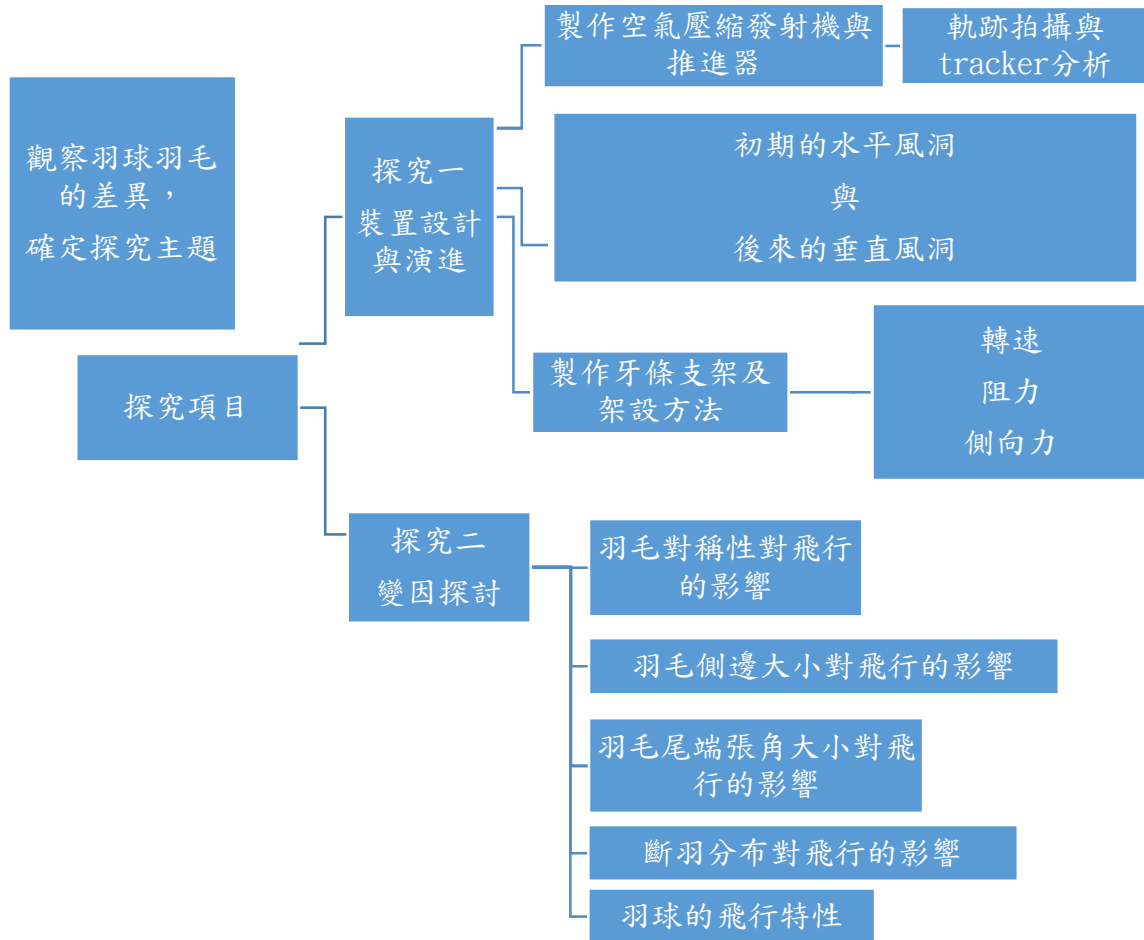 觀察羽球羽毛
的差異，
確定探究主題
探究項目
探究一
裝置設計
與演進
製作空氣壓縮發射機與
推進器
軌跡拍攝與
tracker分析
初期的水平風洞
與
後來的垂直風洞
製作牙條支架及
架設方法
轉速
阻力
側向力
探究二
變因探討
羽毛對稱性對飛行
的影響
羽毛側邊大小對飛行的影響
羽毛尾端張角大小對飛
行的影響
斷羽分布對飛行的影響
羽球的飛行特性